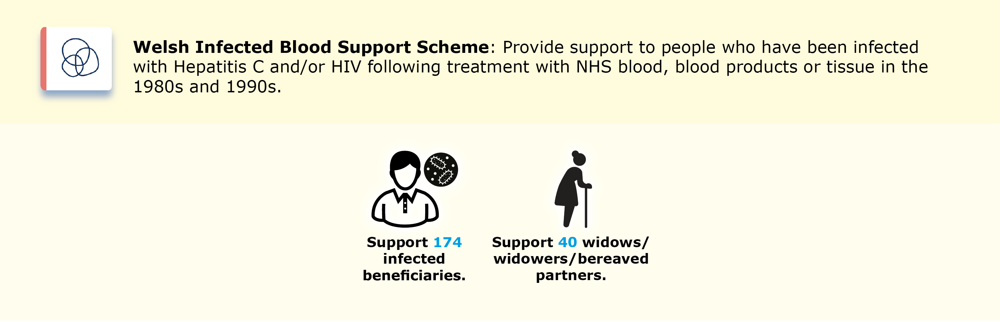 Welsh Infected Blood Support Scheme: Provide support to people who have been infected
with Hepatitis C and/or HIV following treatment with NHS blood, blood products or tissue in the
1980s and 1990s.
Support 174
infected
beneficiaries.
Support 40 widows/
widowers/bereaved
partners.